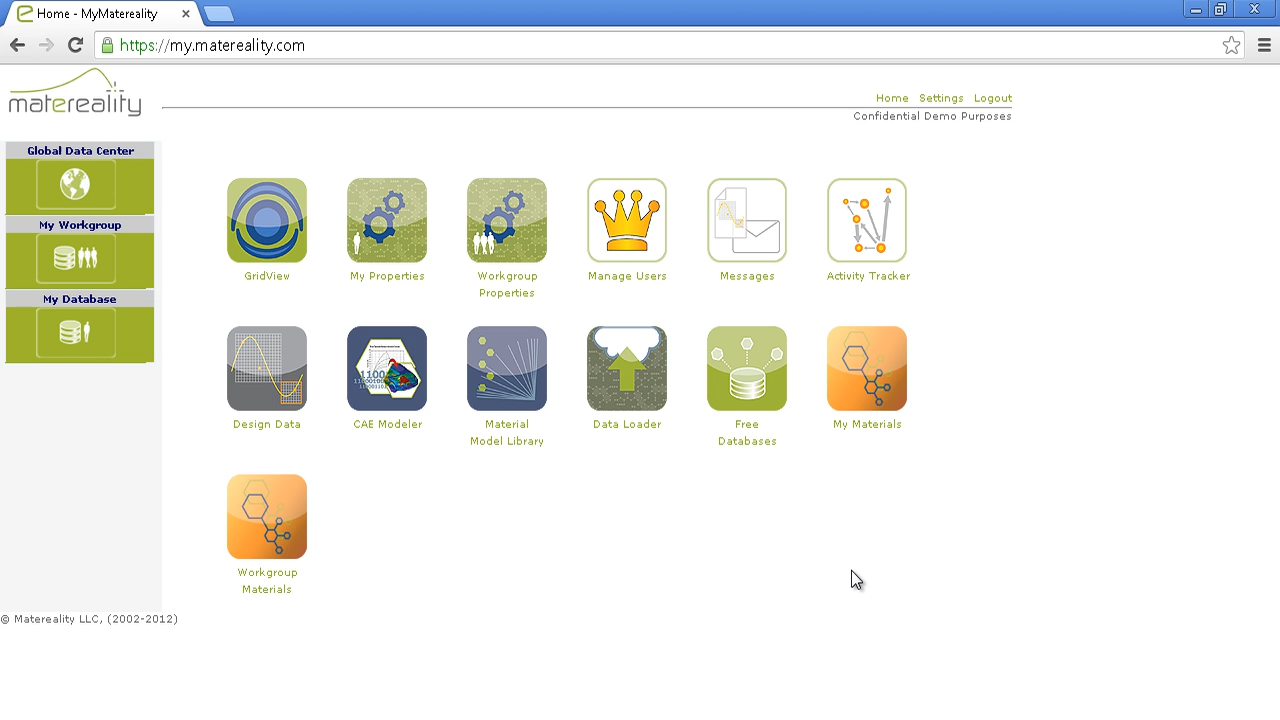 Home - MyMatereality
https://my.matereality.com
matereality
Home Settings Logout
Confidential Demo Purposes
Global Data Center
My Workgroup
My Database
GridView
My Properties
Workgroup
Properties
Manage Users
Messages
Activity Tracker
Design Data
CAE Modeler
Material
Model Library
Data Loader
Free
Databases
My Materials
Workgroup
Materials
© Matereality LLC, (2002-2012)